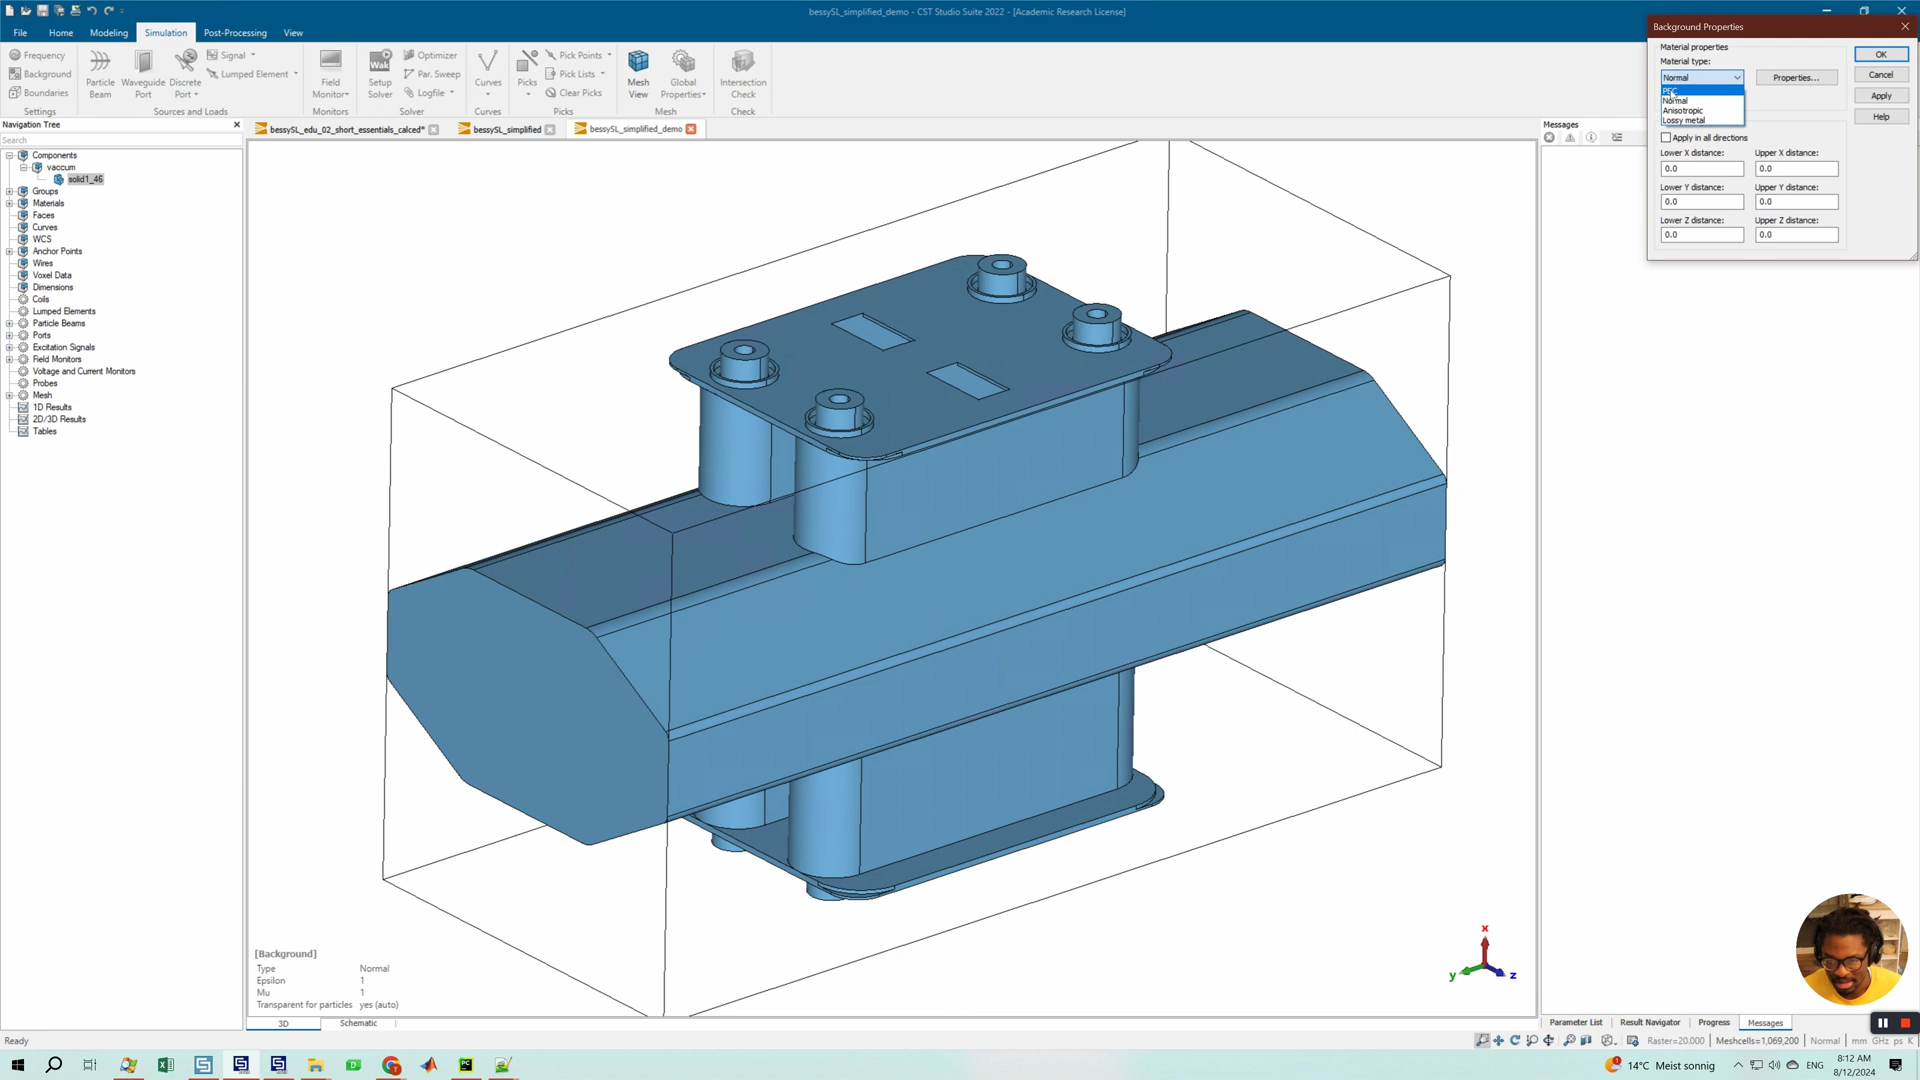 bessySL_simplified_demo - CST Studio Suite 2022 - [Academic Research License]
File Home Modeling Simulation Post-Processing View
Frequency
Background
Boundaries
Settings
Particle Beam
Waveguide Port
Discrete Port
Signal
Lumped Element
Sources and Loads
Field Monitor
Monitors
Wak
Setup Solver
Optimizer
Par. Sweep
Logfile
Solver
Curves
Curves
Picks
Pick Points
Pick Lists
Clear Picks
Picks
Mesh View
Global Properties
Mesh
Intersection Check
Check
Navigation Tree
Search
Components
vaccum
solid1_46
Groups
Materials
Faces
Curves
WCS
Anchor Points
Wires
Voxel Data
Dimensions
Coils
Lumped Elements
Particle Beams
Ports
Excitation Signals
Field Monitors
Voltage and Current Monitors
Probes
Mesh
1D Results
2D/3D Results
Tables
bessySL_edu_02_short_essentials_calced*
bessySL_simplified
bessySL_simplified_demo
Messages
Background Properties
Material properties
Material type:
Normal
Properties...
PEC
Normal
Anisotropic
Lossy metal
OK
Cancel
Apply
Help
Apply in all directions
Lower X distance: Upper X distance:
0.0 0.0
Lower Y distance: Upper Y distance:
0.0 0.0
Lower Z distance: Upper Z distance:
0.0 0.0
[Background]
Type Normal
Epsilon 1
Mu 1
Transparent for particles yes (auto)
x
y
z
3D Schematic
Parameter List Result Navigator Progress Messages
Ready
Raster=20.000 Meshcells=1,069,200 Normal mm GHz ps K
14°C Meist sonnig
ENG
8:12 AM
8/12/2024